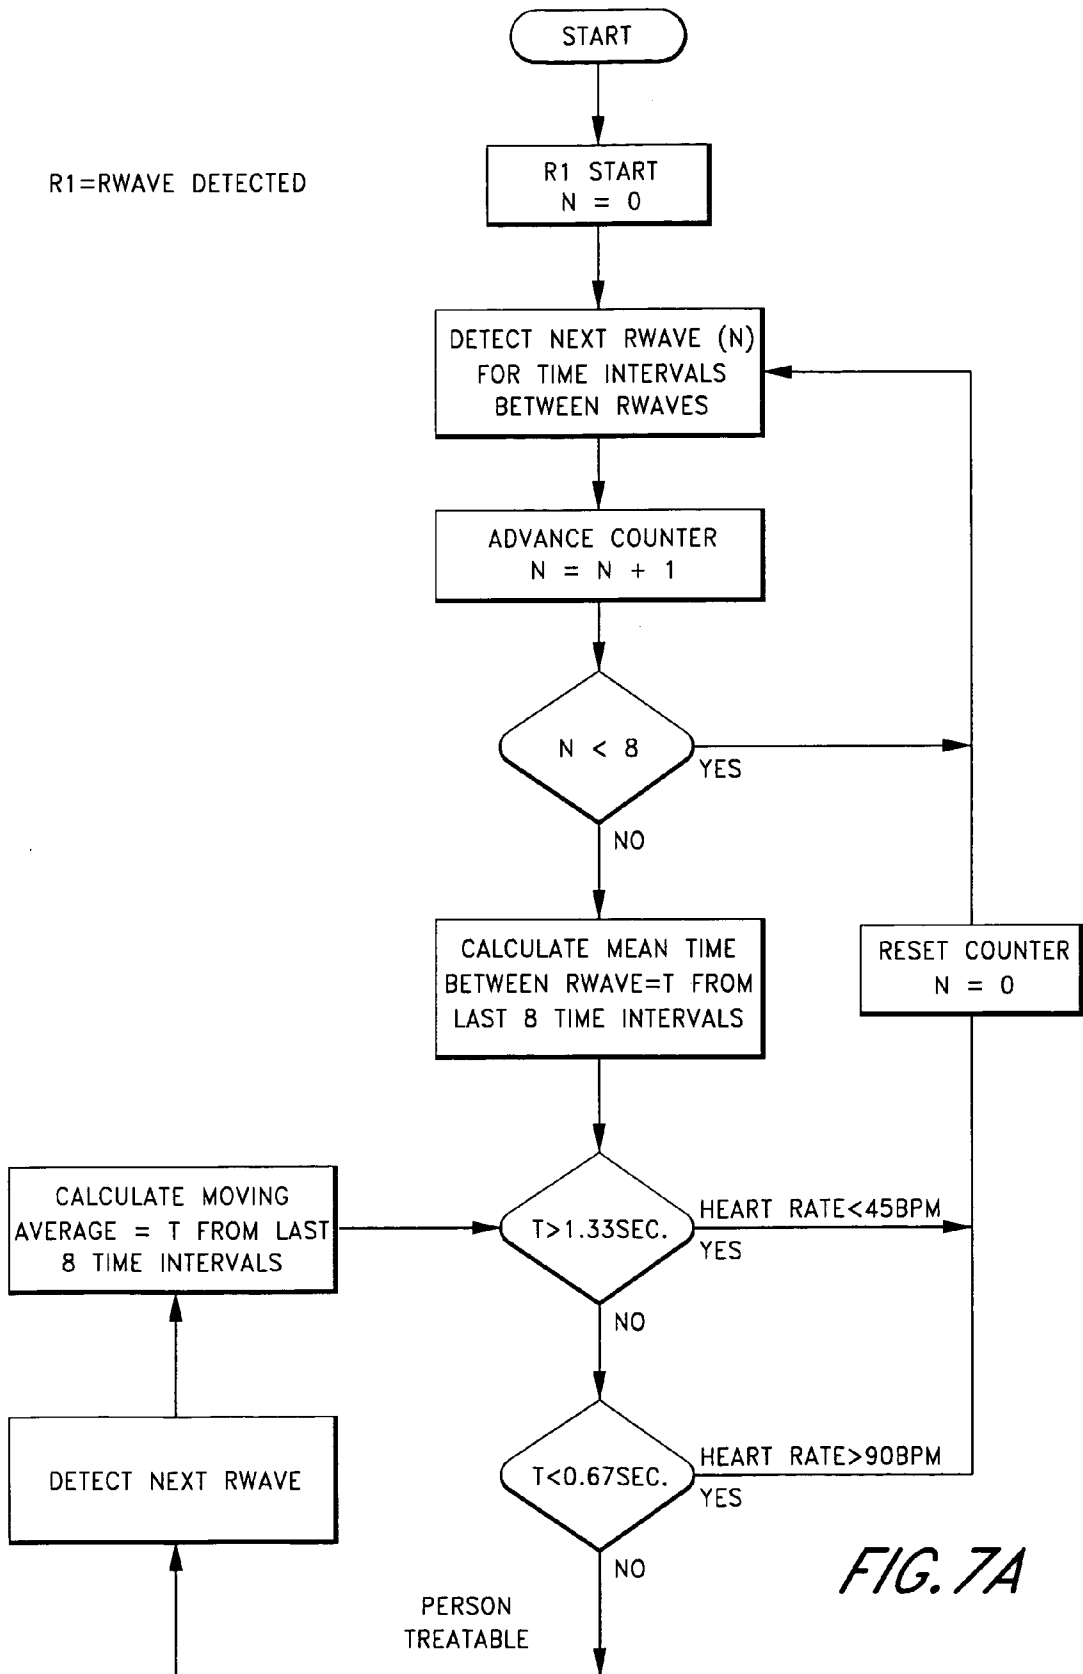 START
R1=RWAVE DETECTED
R1 START
N = 0
DETECT NEXT RWAVE (N)
FOR TIME INTERVALS
BETWEEN RWAVES
ADVANCE COUNTER
N = N + 1
N < 8
YES
NO
CALCULATE MEAN TIME
BETWEEN RWAVE=T FROM
LAST 8 TIME INTERVALS
RESET COUNTER
N = 0
CALCULATE MOVING
AVERAGE = T FROM LAST
8 TIME INTERVALS
T>1.33SEC.
HEART RATE<45BPM
YES
NO
DETECT NEXT RWAVE
T<0.67SEC.
HEART RATE>90BPM
YES
NO
PERSON
TREATABLE
FIG. 7A